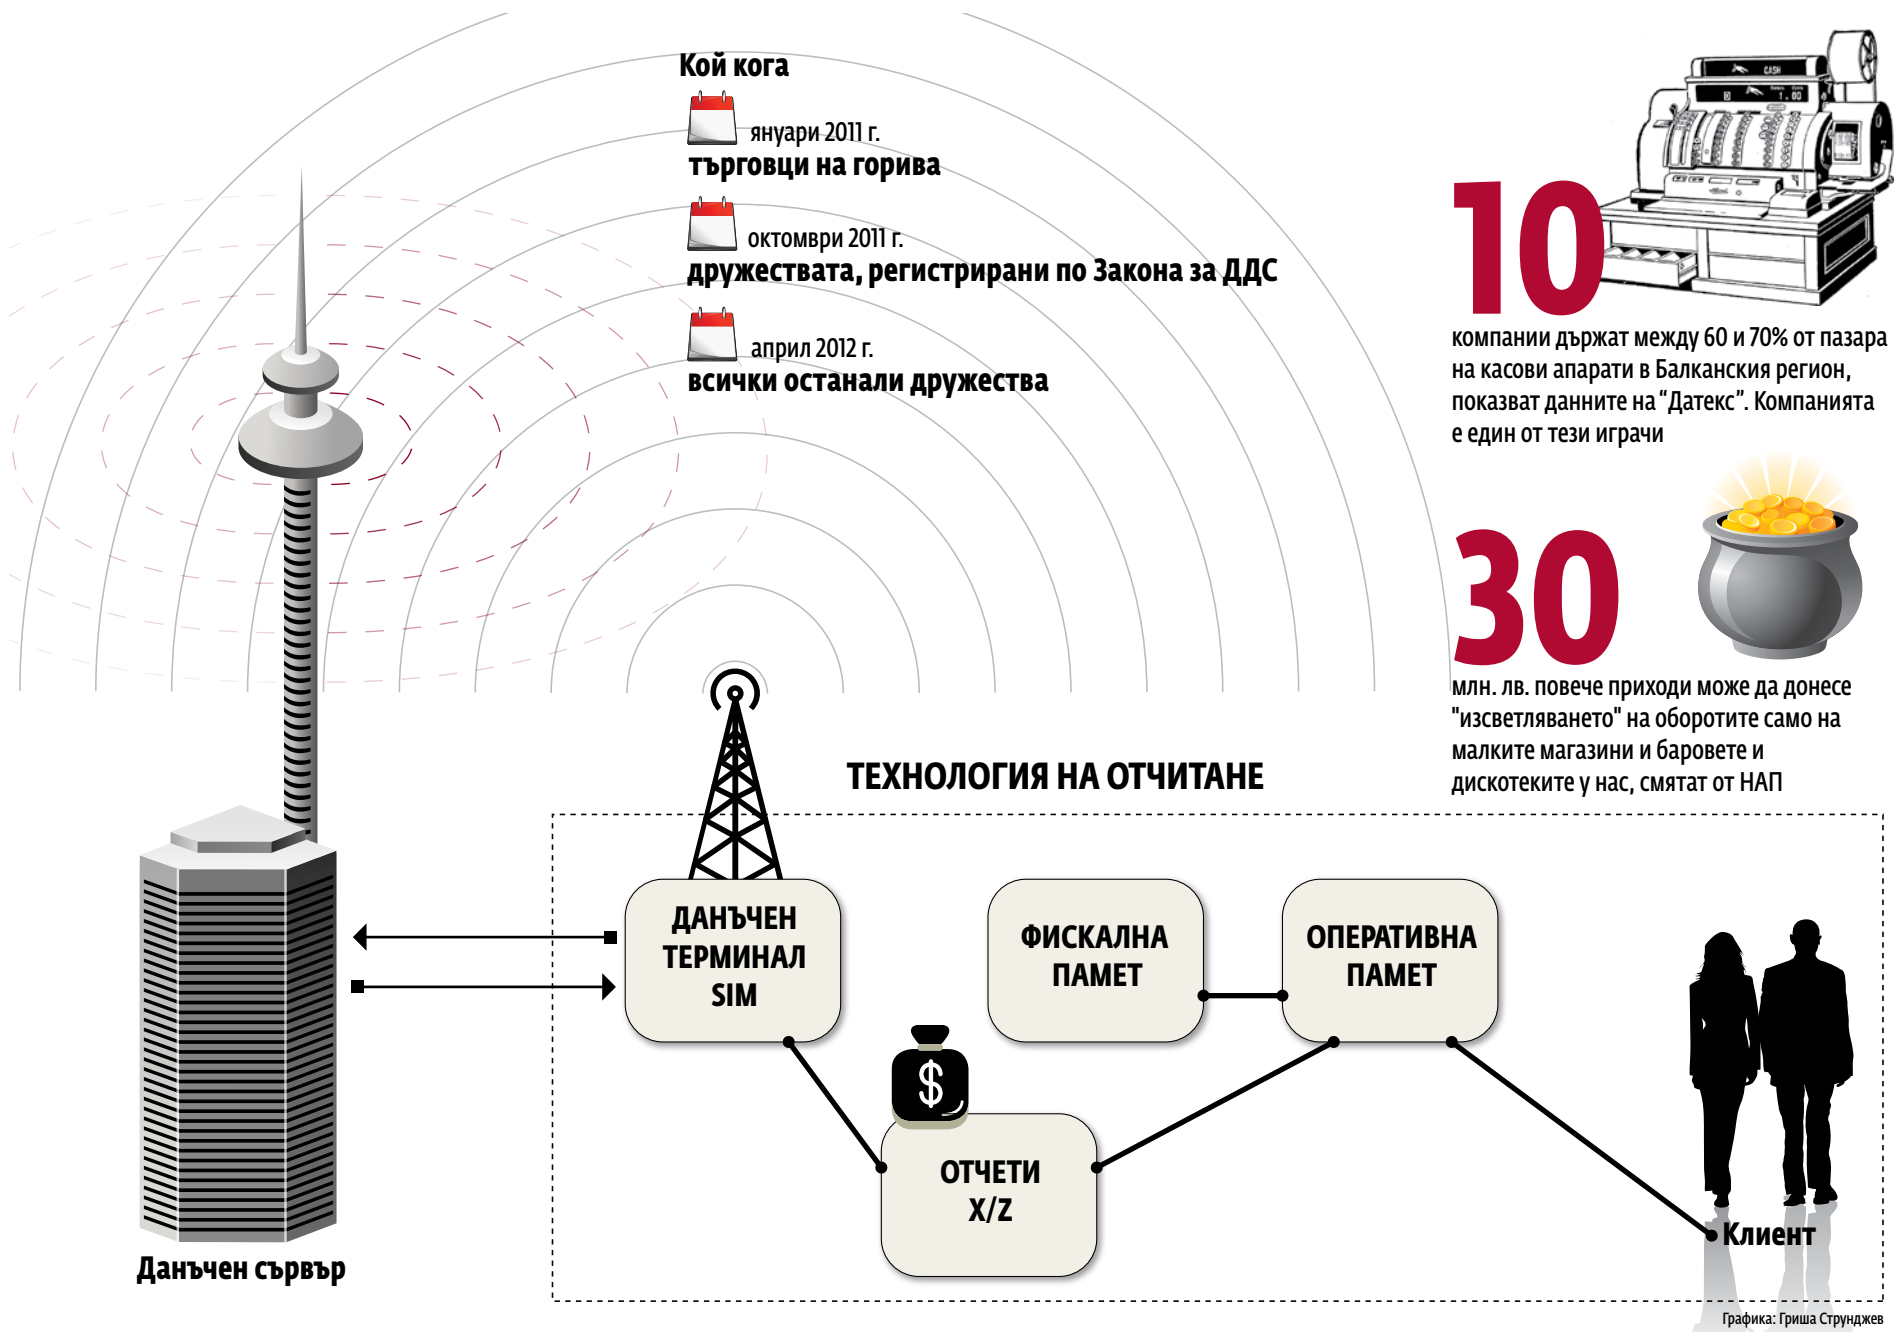 Кой кога
януари 2011 г.
търговци на горива
октомври 2011 г.
дружествата, регистрирани по Закона за ДДС
април 2012 г.
всички останали дружества
CASH
1.00
10
компании държат между 60 и 70% от пазара
на касови апарати в Балканския регион,
показват данните на “Датекс”. Компанията
е един от тези играчи
30
млн. лв. повече приходи може да донесе
"изсветляването" на оборотите само на
малките магазини и баровете и
дискотеките у нас, смятат от НАП
ТЕХНОЛОГИЯ НА ОТЧИТАНЕ
ДАНЪЧЕН
ТЕРМИНАЛ
SIM
ФИСКАЛНА
ПАМЕТ
ОПЕРАТИВНА
ПАМЕТ
$
ОТЧЕТИ
X/Z
Клиент
Данъчен сървър
Графика: Гриша Струнджев